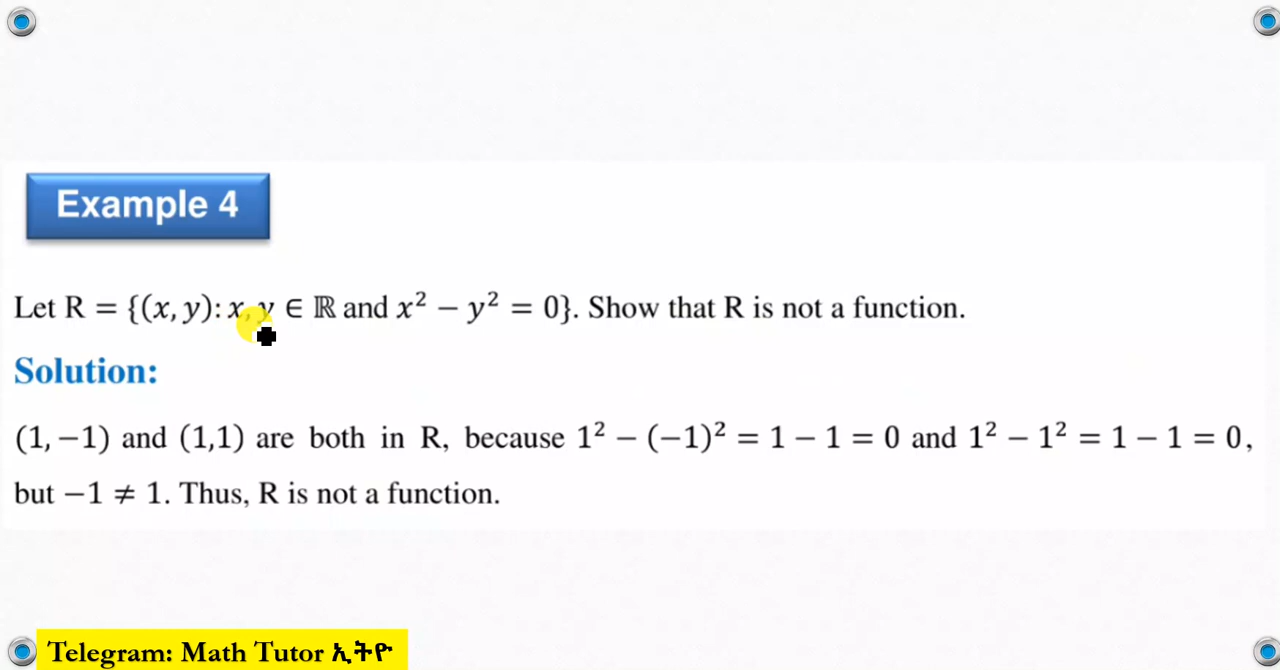 Example 4
Let R = {(x, y): x, y ∈ ℝ and x² − y² = 0}. Show that R is not a function.
Solution:
(1, −1) and (1,1) are both in R, because 1² − (−1)² = 1 − 1 = 0 and 1² − 1² = 1 − 1 = 0,
but −1 ≠ 1. Thus, R is not a function.
Telegram: Math Tutor ኢትዮ